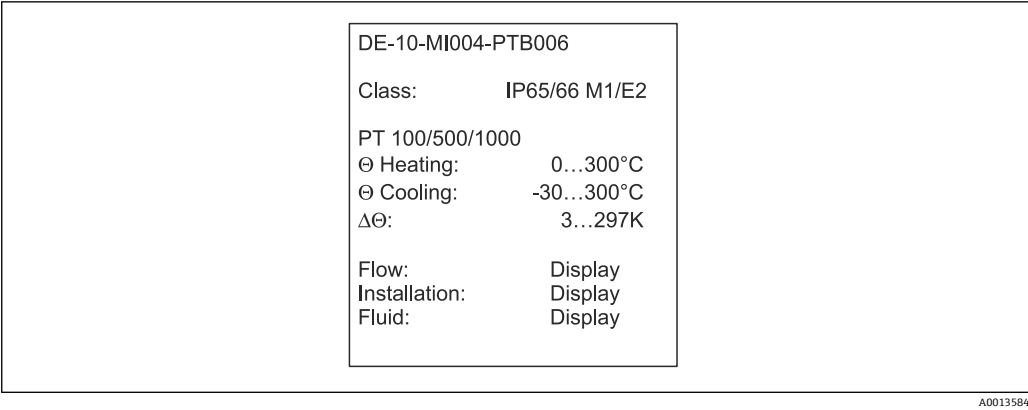 DE-10-MI004-PTB006
Class: IP65/66 M1/E2
PT 100/500/1000
Θ Heating: 0...300°C
Θ Cooling: -30...300°C
ΔΘ: 3...297K
Flow: Display
Installation: Display
Fluid: Display
A0013584